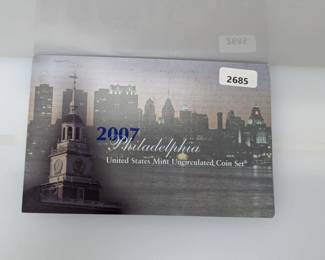 2685
2007
Philadelphia
United States Mint Uncirculated Coin Set®